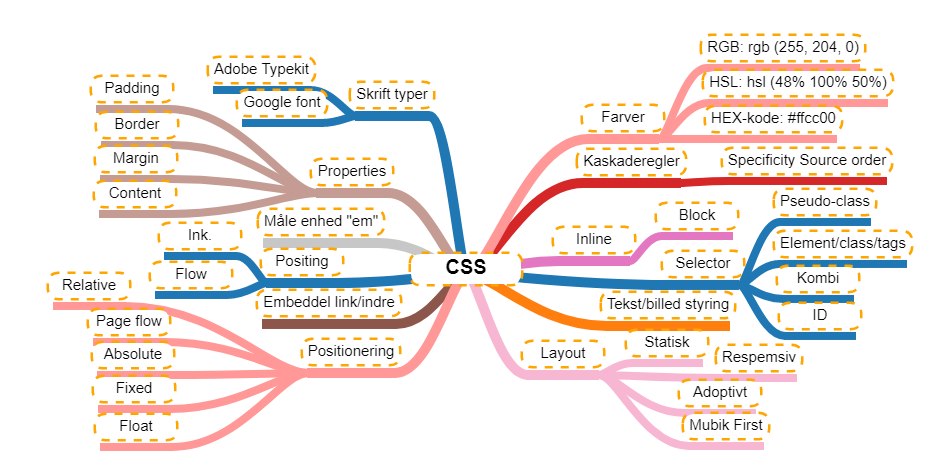 CSS
Skrift typer
Adobe Typekit
Google font
Properties
Padding
Border
Margin
Content
Måle enhed "em"
Positing
Ink.
Flow
Embeddel link/indre
Positionering
Relative
Page flow
Absolute
Fixed
Float
Farver
RGB: rgb (255, 204, 0)
HSL: hsl (48% 100% 50%)
HEX-kode: #ffcc00
Kaskaderegler
Specificity Source order
Inline
Block
Selector
Pseudo-class
Element/class/tags
Kombi
ID
Tekst/billed styring
Layout
Statisk
Respemsiv
Adoptivt
Mubik First